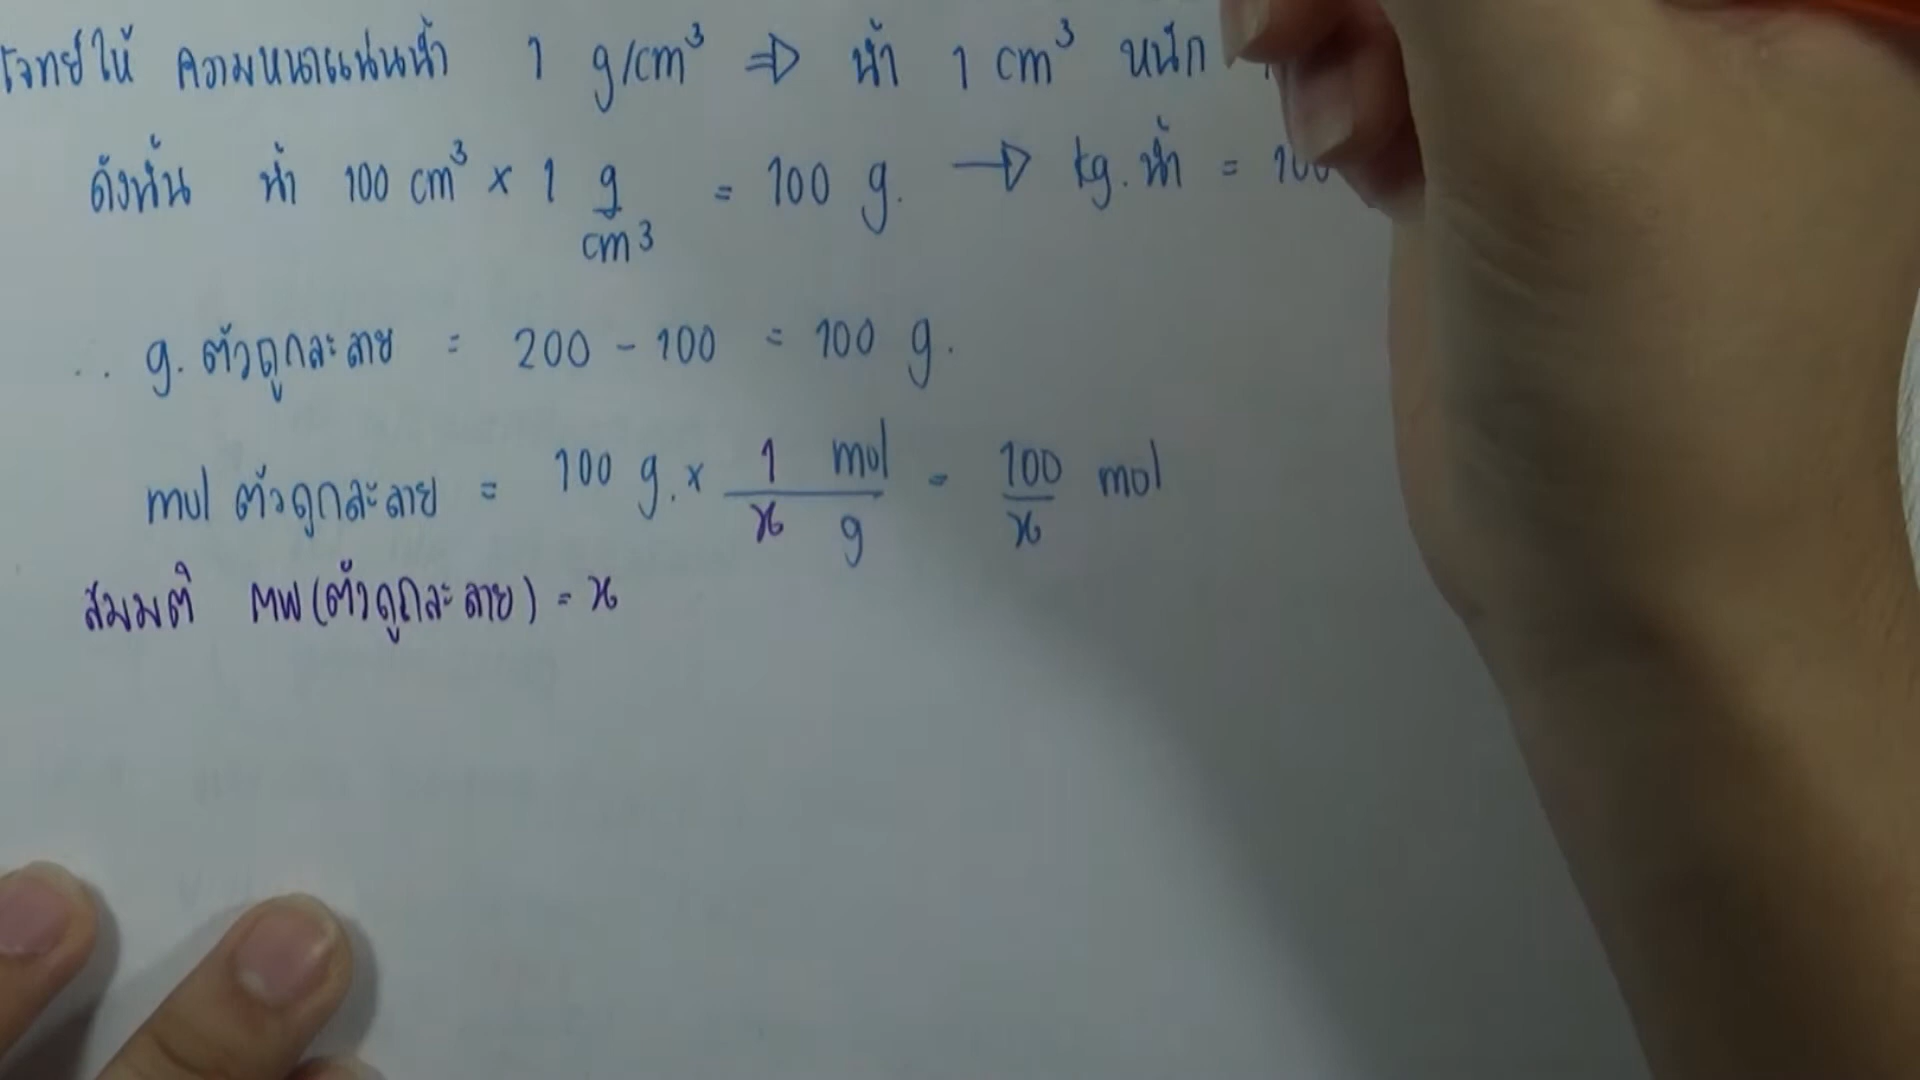 โจทย์ให้ ความหนาแน่นน้ำ 1 g/cm³ ⇒ น้ำ 1 cm³ หนัก
ดังนั้น น้ำ 100 cm³ × 1 g/cm³ = 100 g. → kg. น้ำ = 100
∴ g. ตัวถูกละลาย = 200 - 100 = 100 g.
mol ตัวถูกละลาย = 100 g. × 1 mol / x g = 100/x mol
สมมติ MW (ตัวถูกละลาย) = x